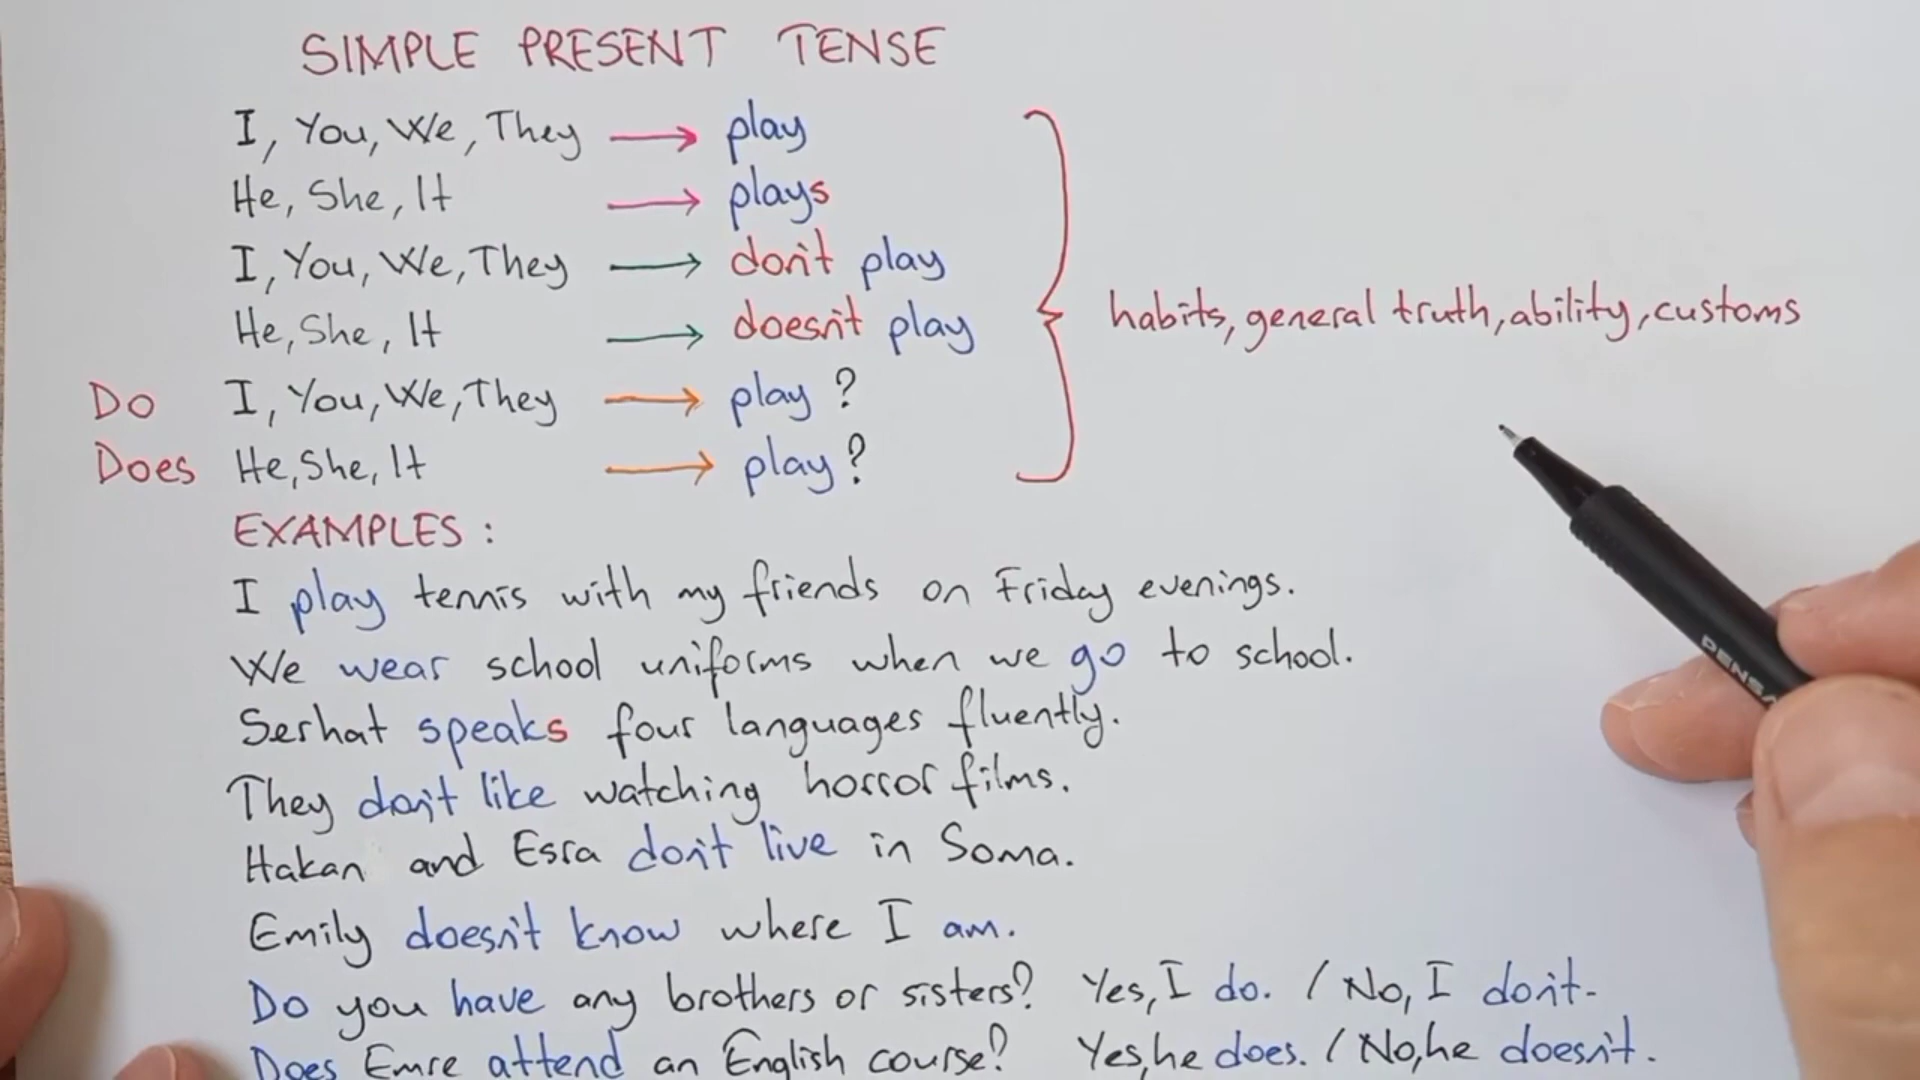 SIMPLE PRESENT TENSE
I, You, We, They → play
He, She, It → plays
I, You, We, They → don't play
He, She, It → doesn't play
habits, general truth, ability, customs
Do I, You, We, They → play ?
Does He, She, It → play ?
EXAMPLES :
I play tennis with my friends on Friday evenings.
We wear school uniforms when we go to school.
Serhat speaks four languages fluently.
They don't like watching horror films.
Hakan and Esra don't live in Soma.
Emily doesn't know where I am.
Do you have any brothers or sisters? Yes, I do. / No, I don't.
Does Emre attend an English course? Yes, he does. / No, he doesn't.